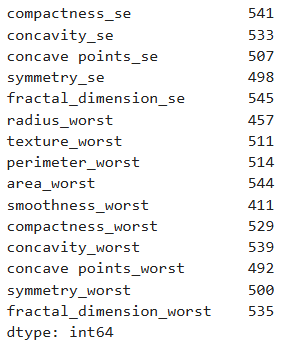 compactness_se 541
concavity_se 533
concave points_se 507
symmetry_se 498
fractal_dimension_se 545
radius_worst 457
texture_worst 511
perimeter_worst 514
area_worst 544
smoothness_worst 411
compactness_worst 529
concavity_worst 539
concave points_worst 492
symmetry_worst 500
fractal_dimension_worst 535
dtype: int64